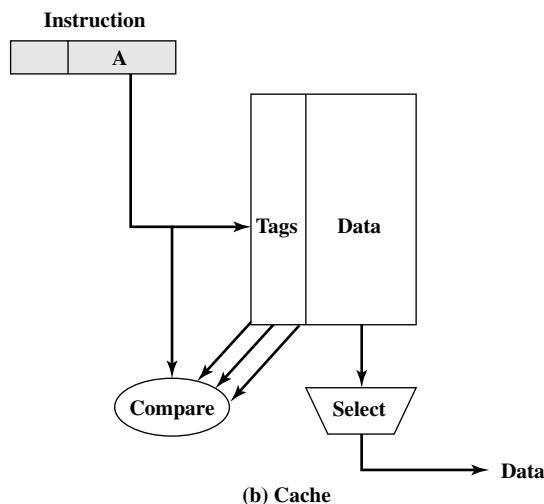 Instruction
A
Tags
Data
Compare
Select
Data
(b) Cache